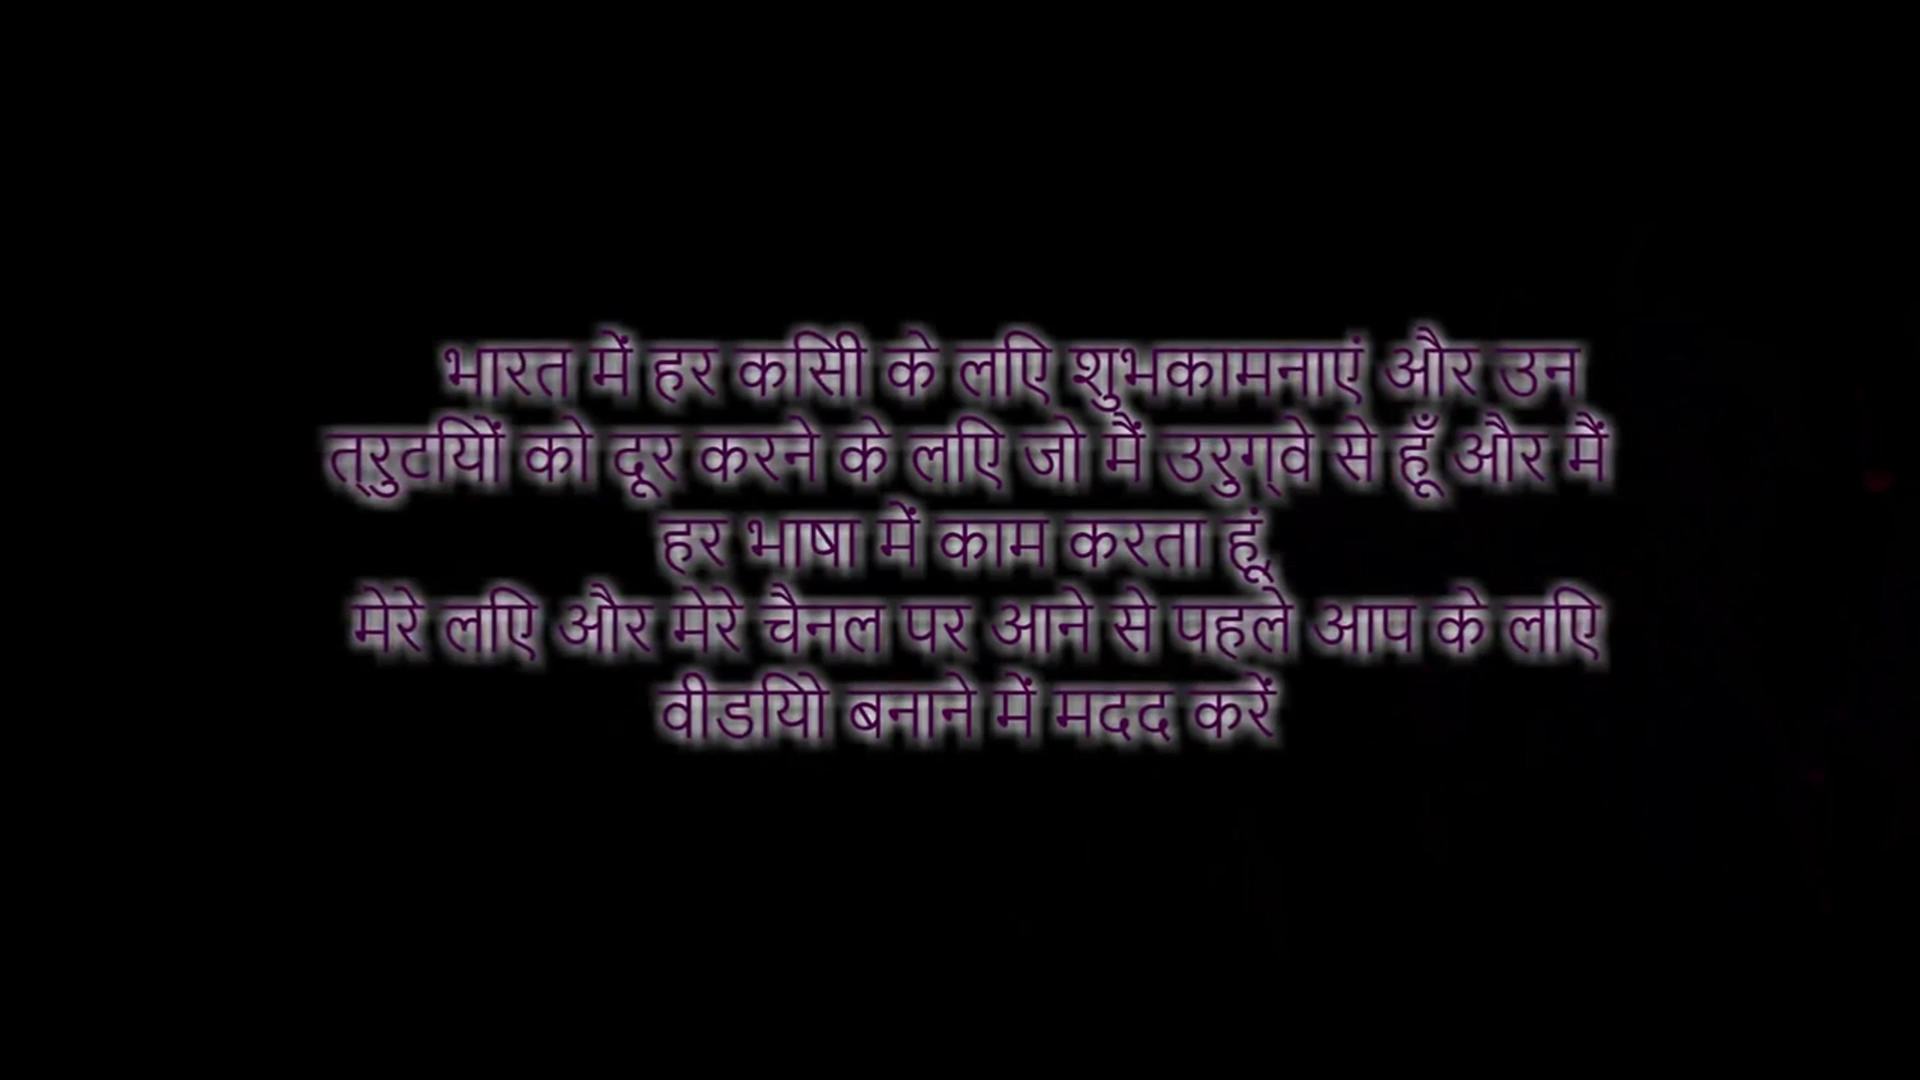 भारत में हर किसी के लिए शुभकामनाएं और उन
त्रुटियों को दूर करने के लिए जो मैं उरुग्वे से हूँ और मैं
हर भाषा में काम करता हूं
मेरे लिए और मेरे चैनल पर आने से पहले आप के लिए
वीडियो बनाने में मदद करें